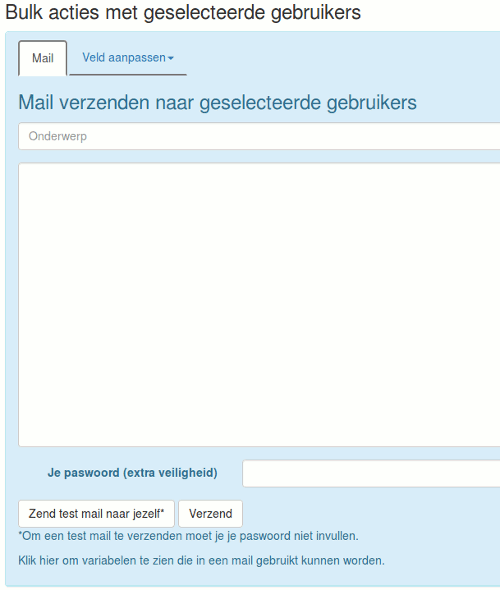 Bulk acties met geselecteerde gebruikers
Mail Veld aanpassen
Mail verzenden naar geselecteerde gebruikers
Onderwerp
Je paswoord (extra veiligheid)
Zend test mail naar jezelf* Verzend
*Om een test mail te verzenden moet je je paswoord niet invullen.
Klik hier om variabelen te zien die in een mail gebruikt kunnen worden.